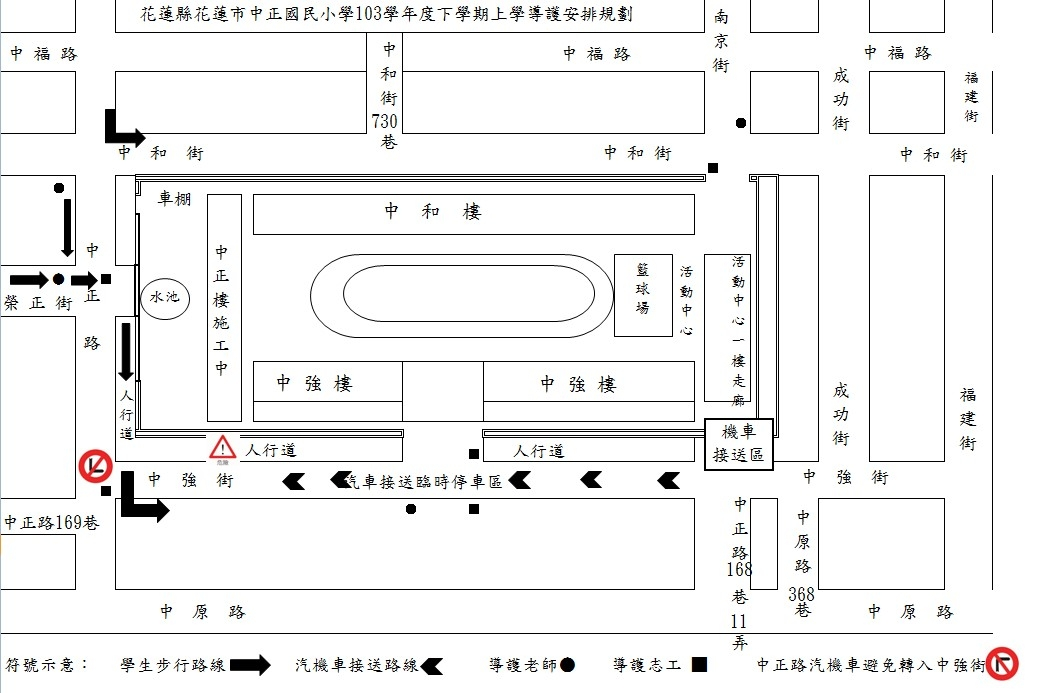 花蓮縣花蓮市中正國民小學103學年度下學期上學導護安排規劃
中福路
中和街730巷
中福路
南京街
中福路
成功街
福建街
中和街
中和街
中和街
車棚
中和樓
中正路
中正樓施工中
水池
籃球場
活動中心
活動中心一樓走廊
榮正街
中強樓
中強樓
人行道
成功街
福建街
機車
接送區
危險
人行道
人行道
中強街
汽車接送臨時停車區
中強街
中正路169巷
中正路168巷11弄
中原路368巷
中原路
中原路
符號示意：
學生步行路線
汽機車接送路線
導護老師
導護志工
中正路汽機車避免轉入中強街